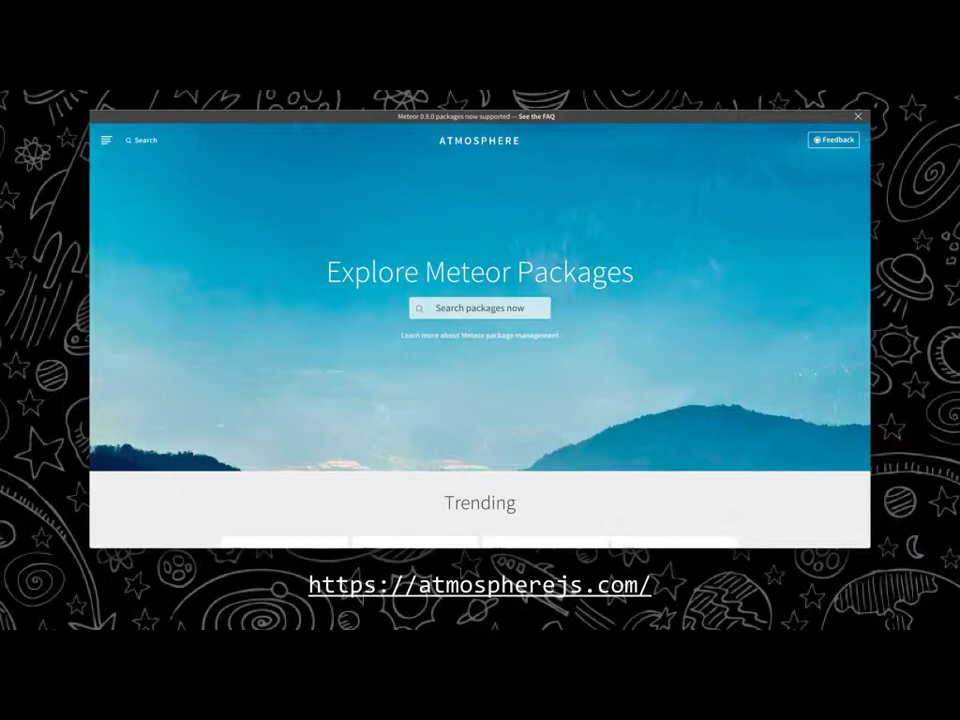 Meteor 0.9.0 packages now supported — See the FAQ
Search
ATMOSPHERE
Feedback
Explore Meteor Packages
Search packages now
Learn more about Meteor package management
Trending
https://atmospherejs.com/